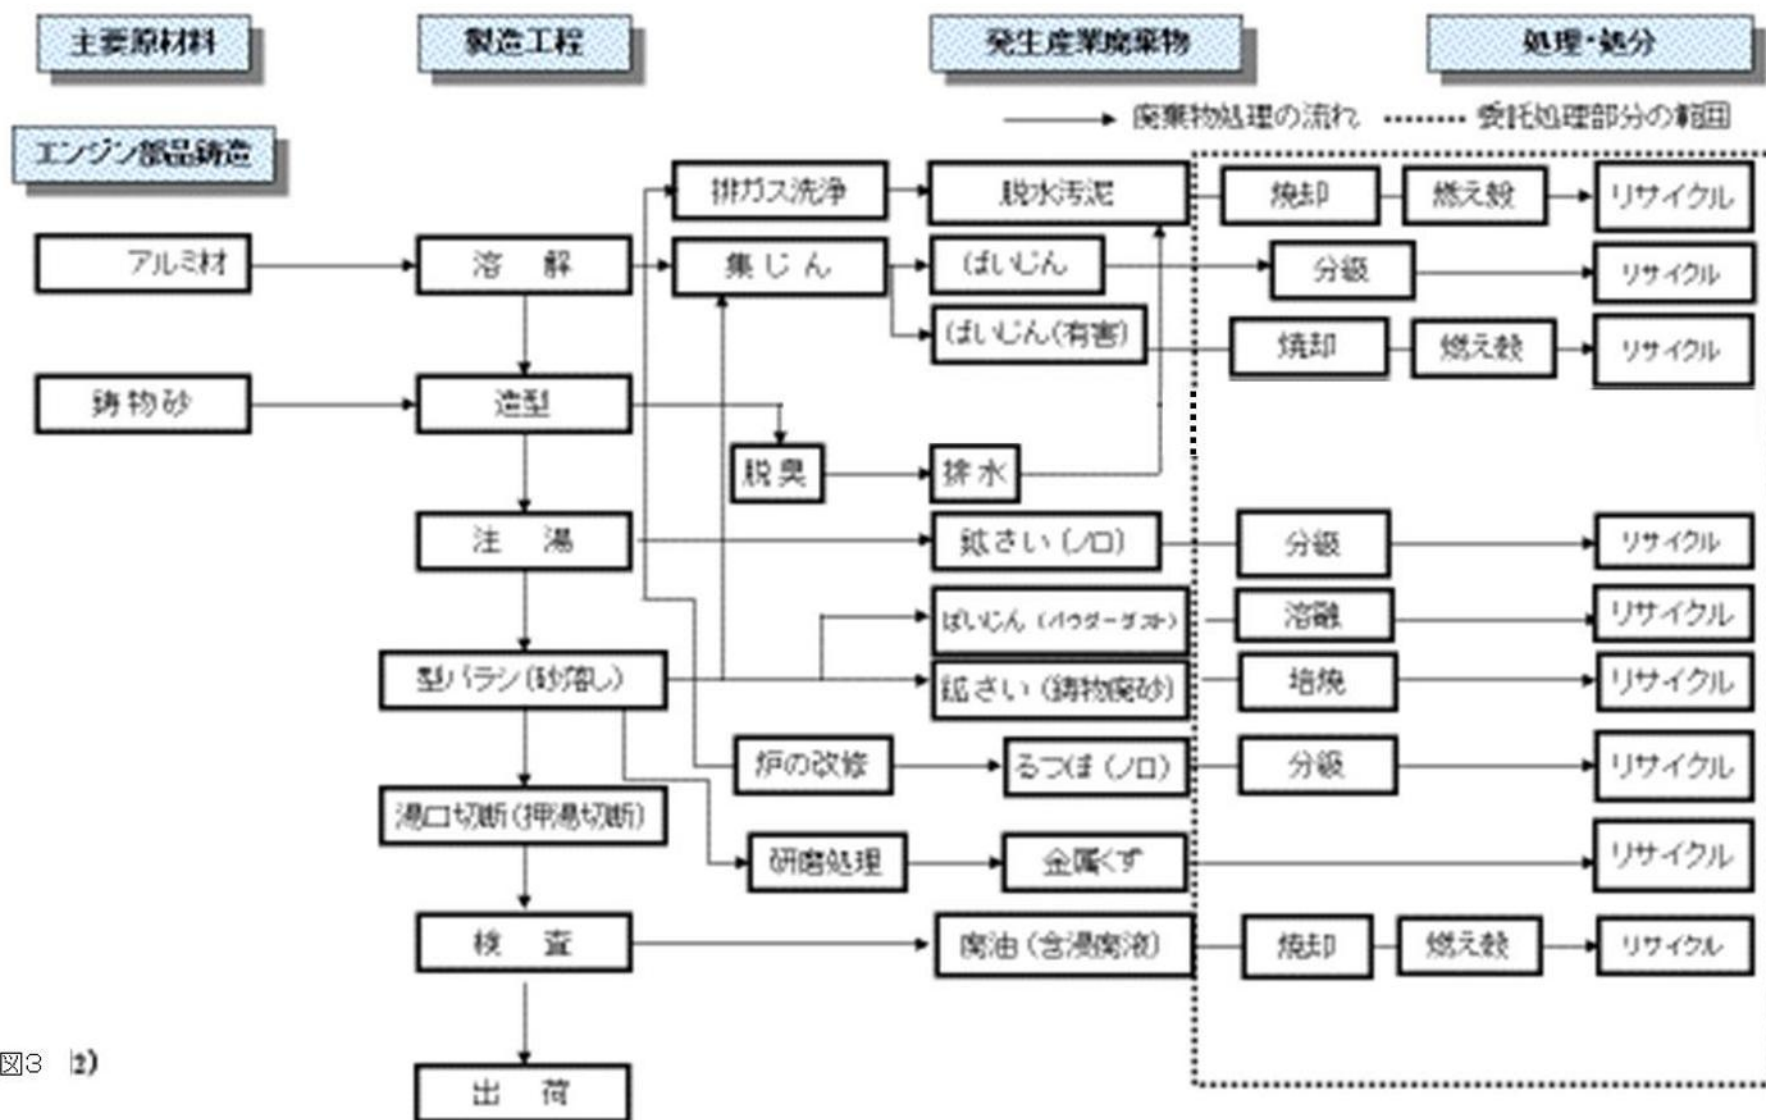 主要原材料 製造工程 発生産業廃棄物 処理・処分
廃棄物処理の流れ 委託処理部分の範囲
エンジン部品鋳造
排ガス洗浄 脱水汚泥 焼却 燃え殻 リサイクル
アルミ材 溶 解 集じん ばいじん 分級 リサイクル
ばいじん(有害) 焼却 燃え殻 リサイクル
鋳物砂 造型
脱臭 排水
注 湯 鉱さい(ノロ) 分級 リサイクル
ばいじん(パウダーダスト) 溶融 リサイクル
型バラシ(砂落し) 鉱さい(鋳物廃砂) 焙焼 リサイクル
炉の改修 るつぼ(ノロ) 分級 リサイクル
湯口切断(押湯切断)
研磨処理 金属くず リサイクル
検 査 廃油(含浸廃液) 焼却 燃え殻 リサイクル
図3 2)
出 荷